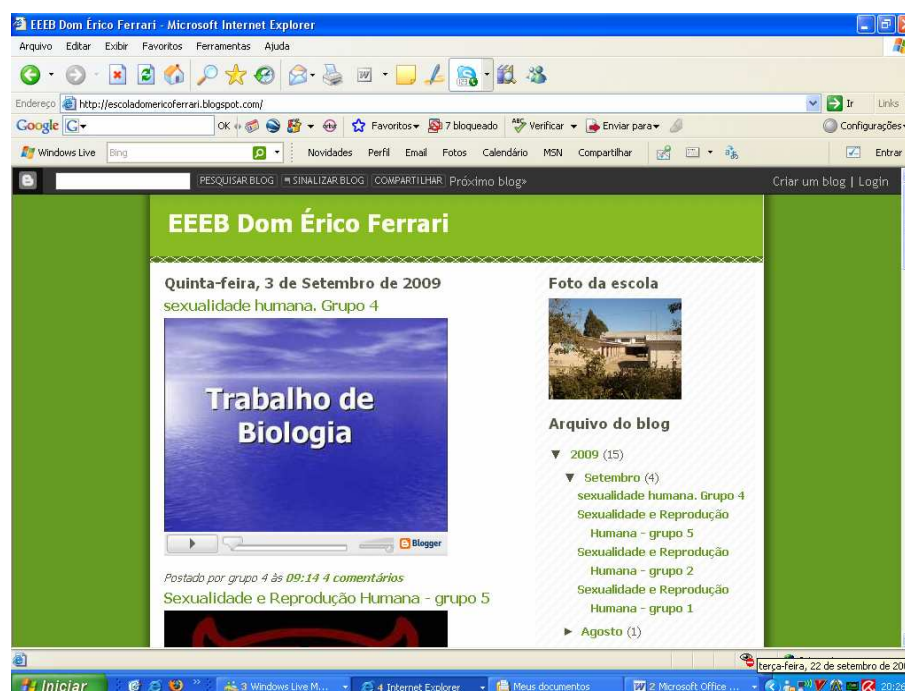 EEEB Dom Érico Ferrari - Microsoft Internet Explorer
Arquivo Editar Exibir Favoritos Ferramentas Ajuda
Endereço http://escoladomericoferrari.blogspot.com/ Ir Links
Google OK Favoritos 7 bloqueado Verificar Enviar para Configurações
Windows Live Bing Novidades Perfil Email Fotos Calendário MSN Compartilhar Entrar
PESQUISAR BLOG SINALIZAR BLOG COMPARTILHAR Próximo blog» Criar um blog | Login
EEEB Dom Érico Ferrari
Quinta-feira, 3 de Setembro de 2009
sexualidade humana. Grupo 4
Trabalho de
Biologia
Blogger
Postado por grupo 4 às 09:14 4 comentários
Sexualidade e Reprodução Humana - grupo 5
Foto da escola
Arquivo do blog
▼ 2009 (15)
▼ Setembro (4)
sexualidade humana. Grupo 4
Sexualidade e Reprodução
Humana - grupo 5
Sexualidade e Reprodução
Humana - grupo 2
Sexualidade e Reprodução
Humana - grupo 1
► Agosto (1)
terça-feira, 22 de setembro de 200
Iniciar 3 Windows Live M... 4 Internet Explorer Meus documentos 2 Microsoft Office ... 20:26